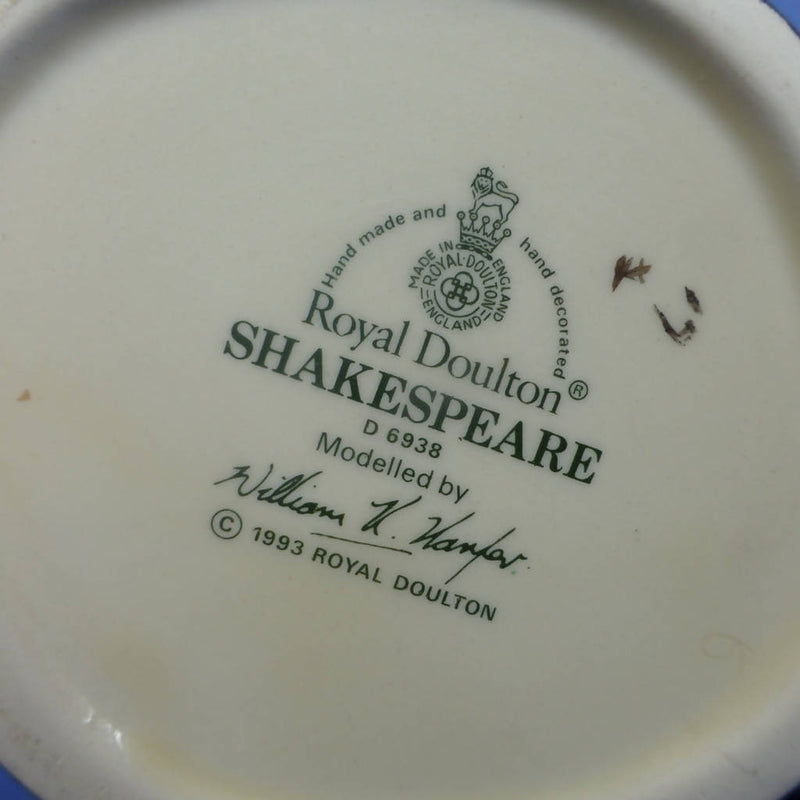 Hand made and hand decorated
MADE IN ENGLAND
ROYAL·DOULTON
ENGLAND
Royal Doulton ®
SHAKESPEARE
D 6938
Modelled by
William K. Harper
© 1993 ROYAL DOULTON